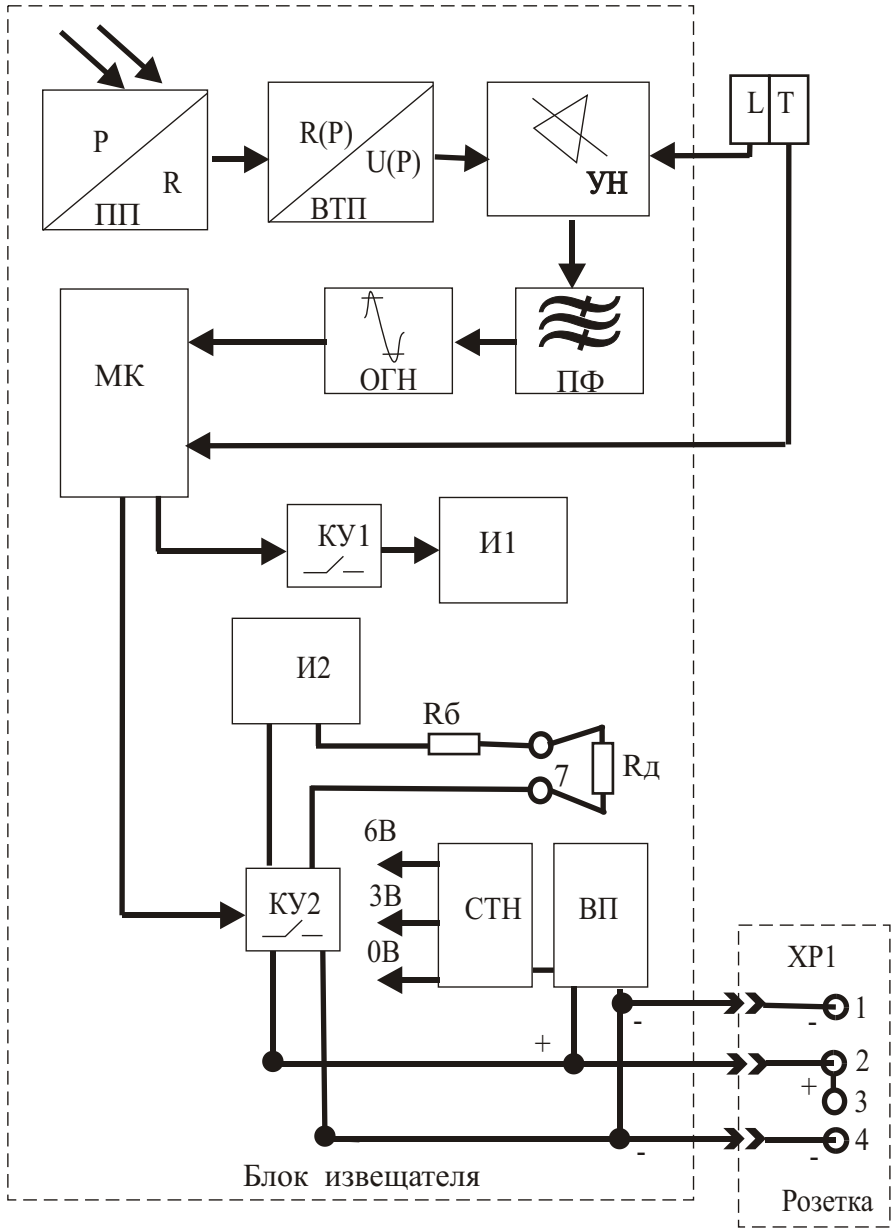 P
R
ПП
R(P)
U(P)
ВТП
УН
L T
МК
ОГН
ПФ
КУ1
И1
И2
Rб
7
Rд
6В
3В
0В
КУ2
СТН
ВП
ХР1
-
-
1
+
2
+
3
-
-
4
Блок извещателя
Розетка